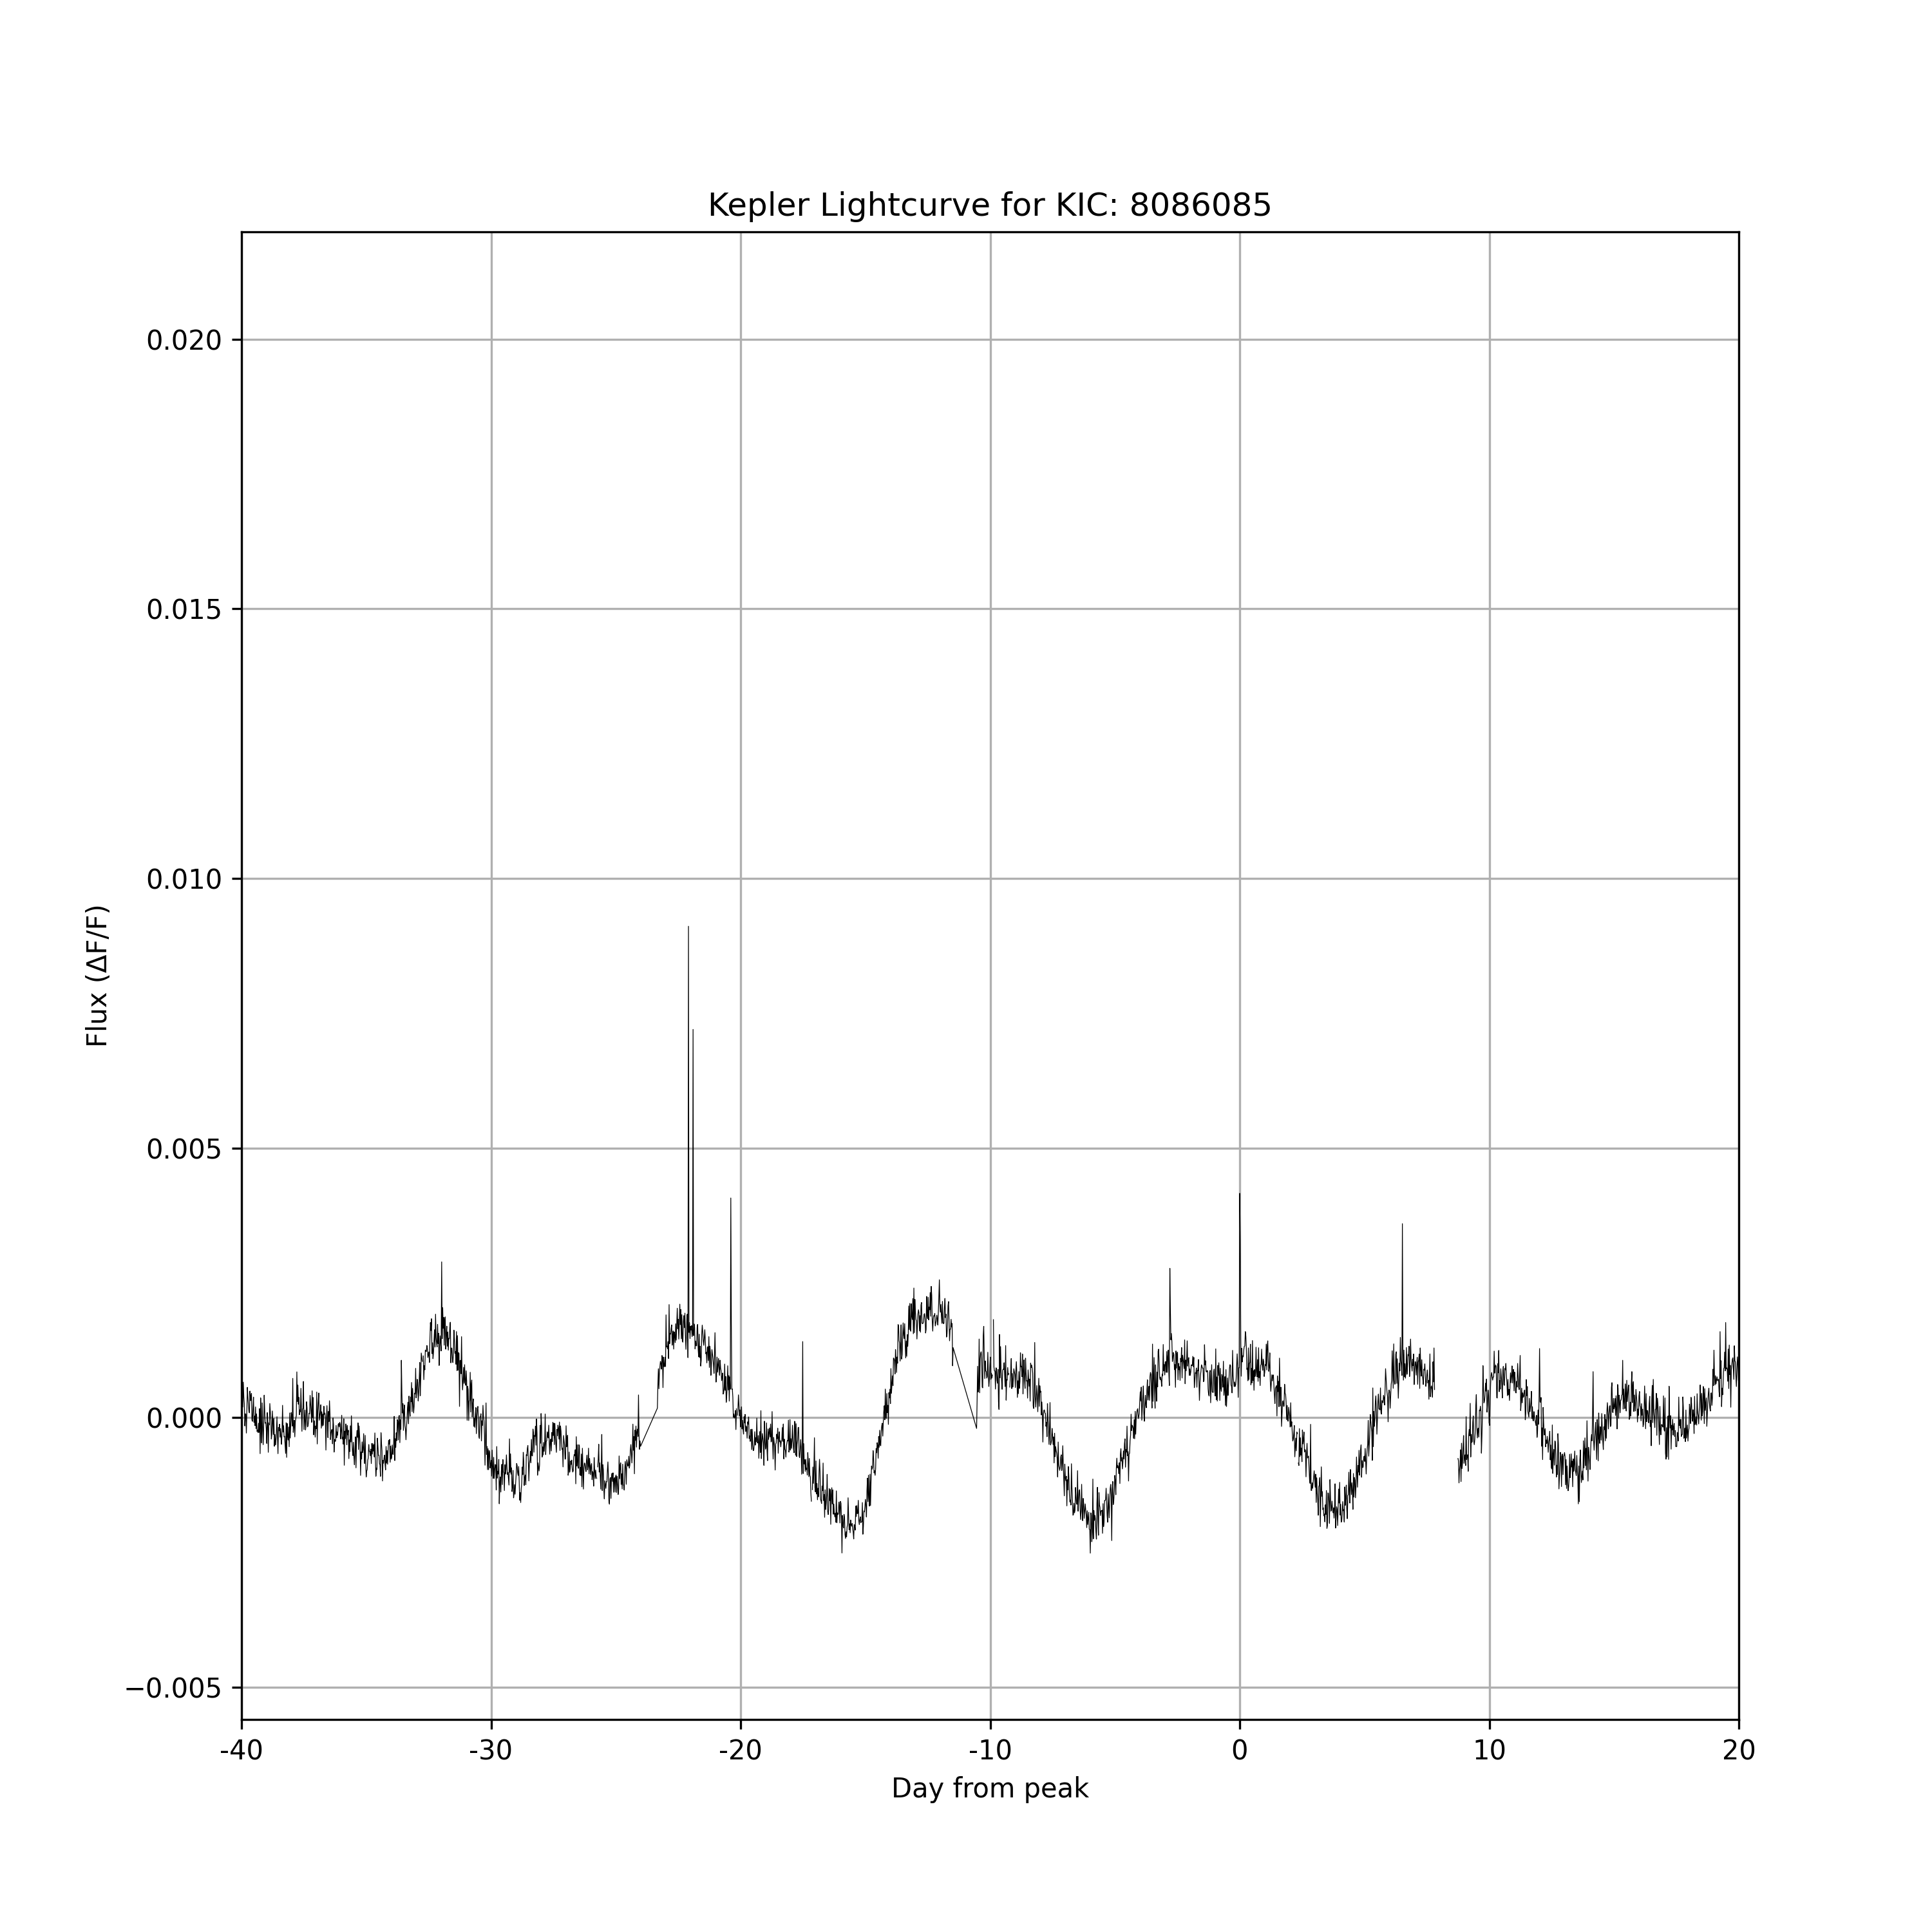 Kepler Lightcurve for KIC: 8086085
0.020
0.015
0.010
0.005
0.000
−0.005
Flux (ΔF/F)
-40 -30 -20 -10 0 10 20
Day from peak